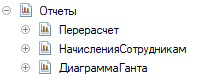 Отчеты
Перерасчет
НачисленияСотрудникам
ДиаграммаГанта